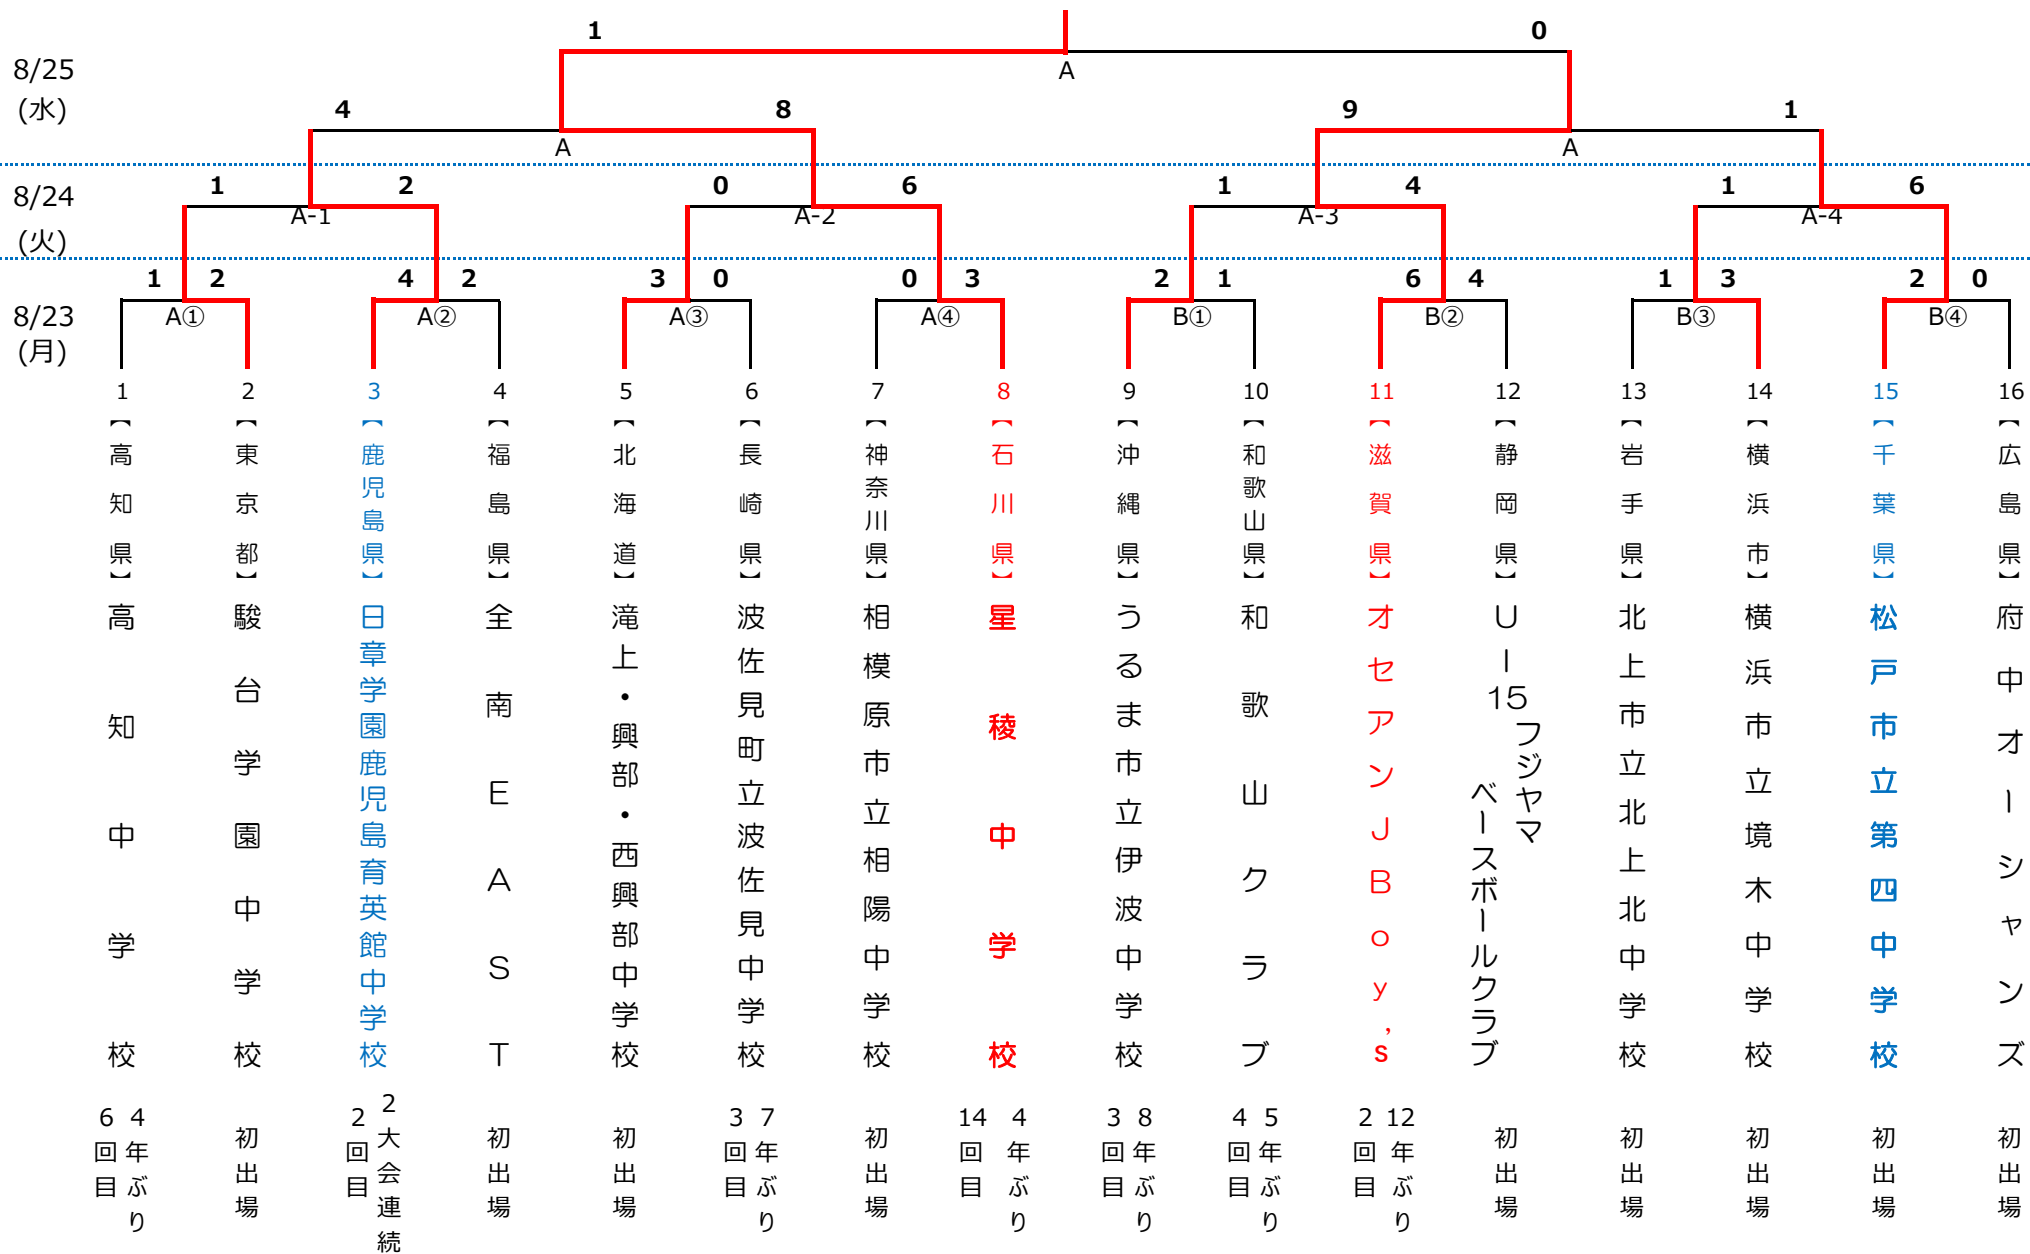 1 0
8/25
(水)
A
4 8 9 1
A A
8/24
(火)
1 2 0 6 1 4 1 6
A-1 A-2 A-3 A-4
8/23
(月)
1 2 4 2 3 0 0 3 2 1 6 4 1 3 2 0
A① A② A③ A④ B① B② B③ B④
1
【高知県】
高知中学校
4年ぶり
6回目
2
【東京都】
駿台学園中学校
初出場
3
【鹿児島県】
日章学園鹿児島育英館中学校
2大会連続
2回目
4
【福島県】
全南EAST
初出場
5
【北海道】
滝上・興部・西興部中学校
初出場
6
【長崎県】
波佐見町立波佐見中学校
7年ぶり
3回目
7
【神奈川県】
相模原市立相陽中学校
初出場
8
【石川県】
星稜中学校
4年ぶり
14回目
9
【沖縄県】
うるま市立伊波中学校
8年ぶり
3回目
10
【和歌山県】
和歌山クラブ
5年ぶり
4回目
11
【滋賀県】
オセアンJBoy's
12年ぶり
2回目
12
【静岡県】
Uー15
フジヤマ
ベースボールクラブ
初出場
13
【岩手県】
北上市立北上北中学校
初出場
14
【横浜市】
横浜市立境木中学校
初出場
15
【千葉県】
松戸市立第四中学校
初出場
16
【広島県】
府中オーシャンズ
初出場